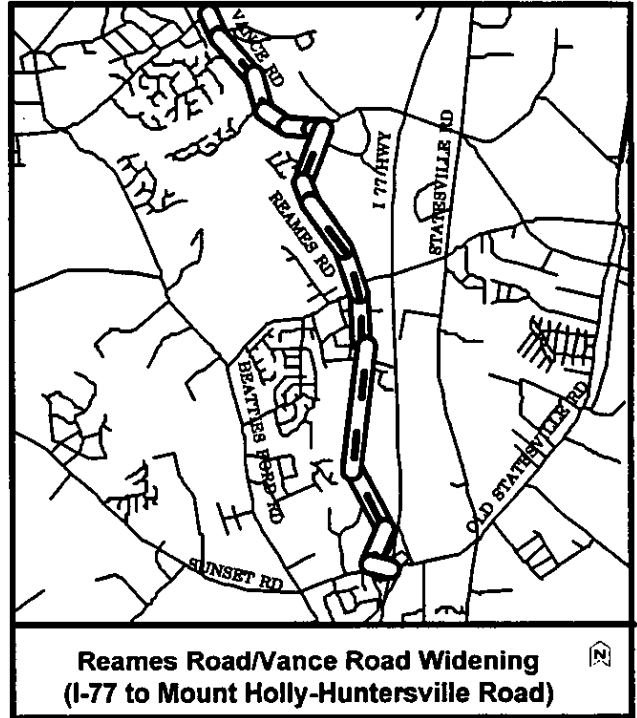 VANCE RD
I 77/HWY
STATESVILLE RD
REAMES RD
BEATTIES FORD RD
OLD STATESVILLE RD
SUNSET RD
Reames Road/Vance Road Widening
(I-77 to Mount Holly-Huntersville Road)
N